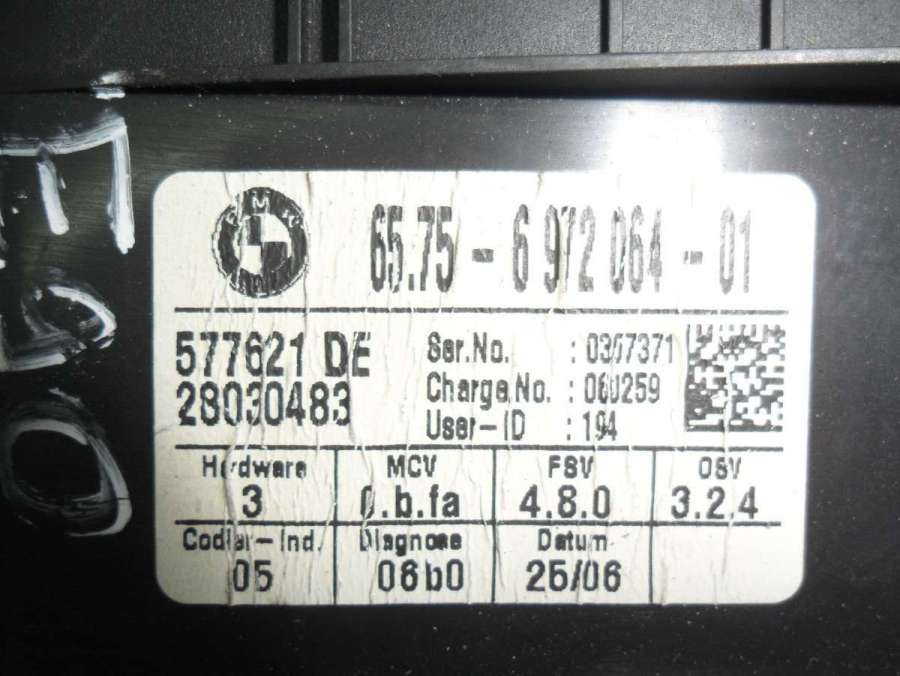 BMW
65.75 - 6 972 064 - 01
577621 DE
28030483
Ser.No. : 0367371
Charge No. : 060259
User-ID : 194
Hardware MCV FSV OSV
3 0.b.fa 4.8.0 3.2.4
Codier-Ind. Diagnose Datum
05 06b0 25/06